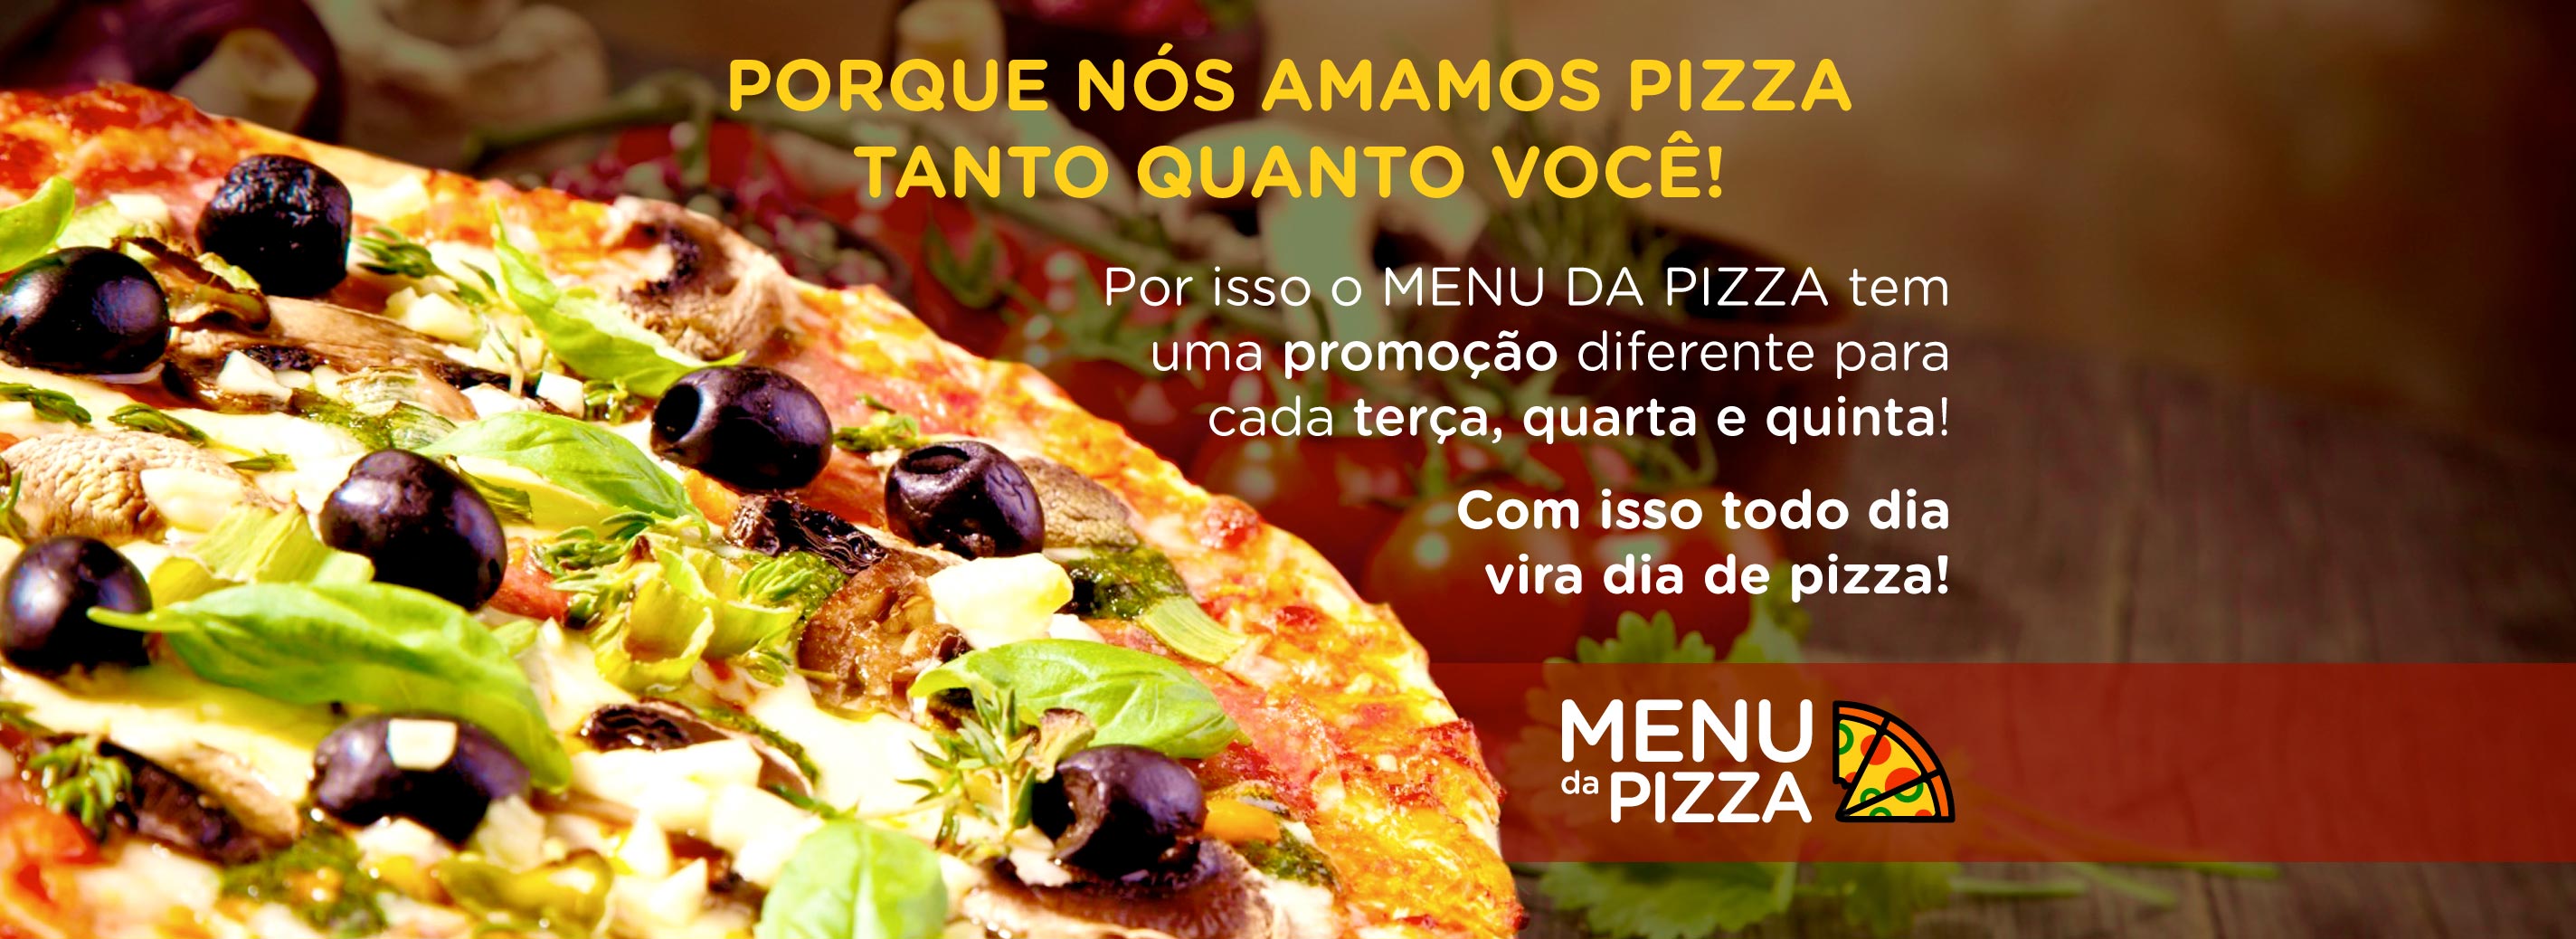 PORQUE NÓS AMAMOS PIZZA
TANTO QUANTO VOCÊ!
Por isso o MENU DA PIZZA tem
uma promoção diferente para
cada terça, quarta e quinta!
Com isso todo dia
vira dia de pizza!
MENU
da PIZZA